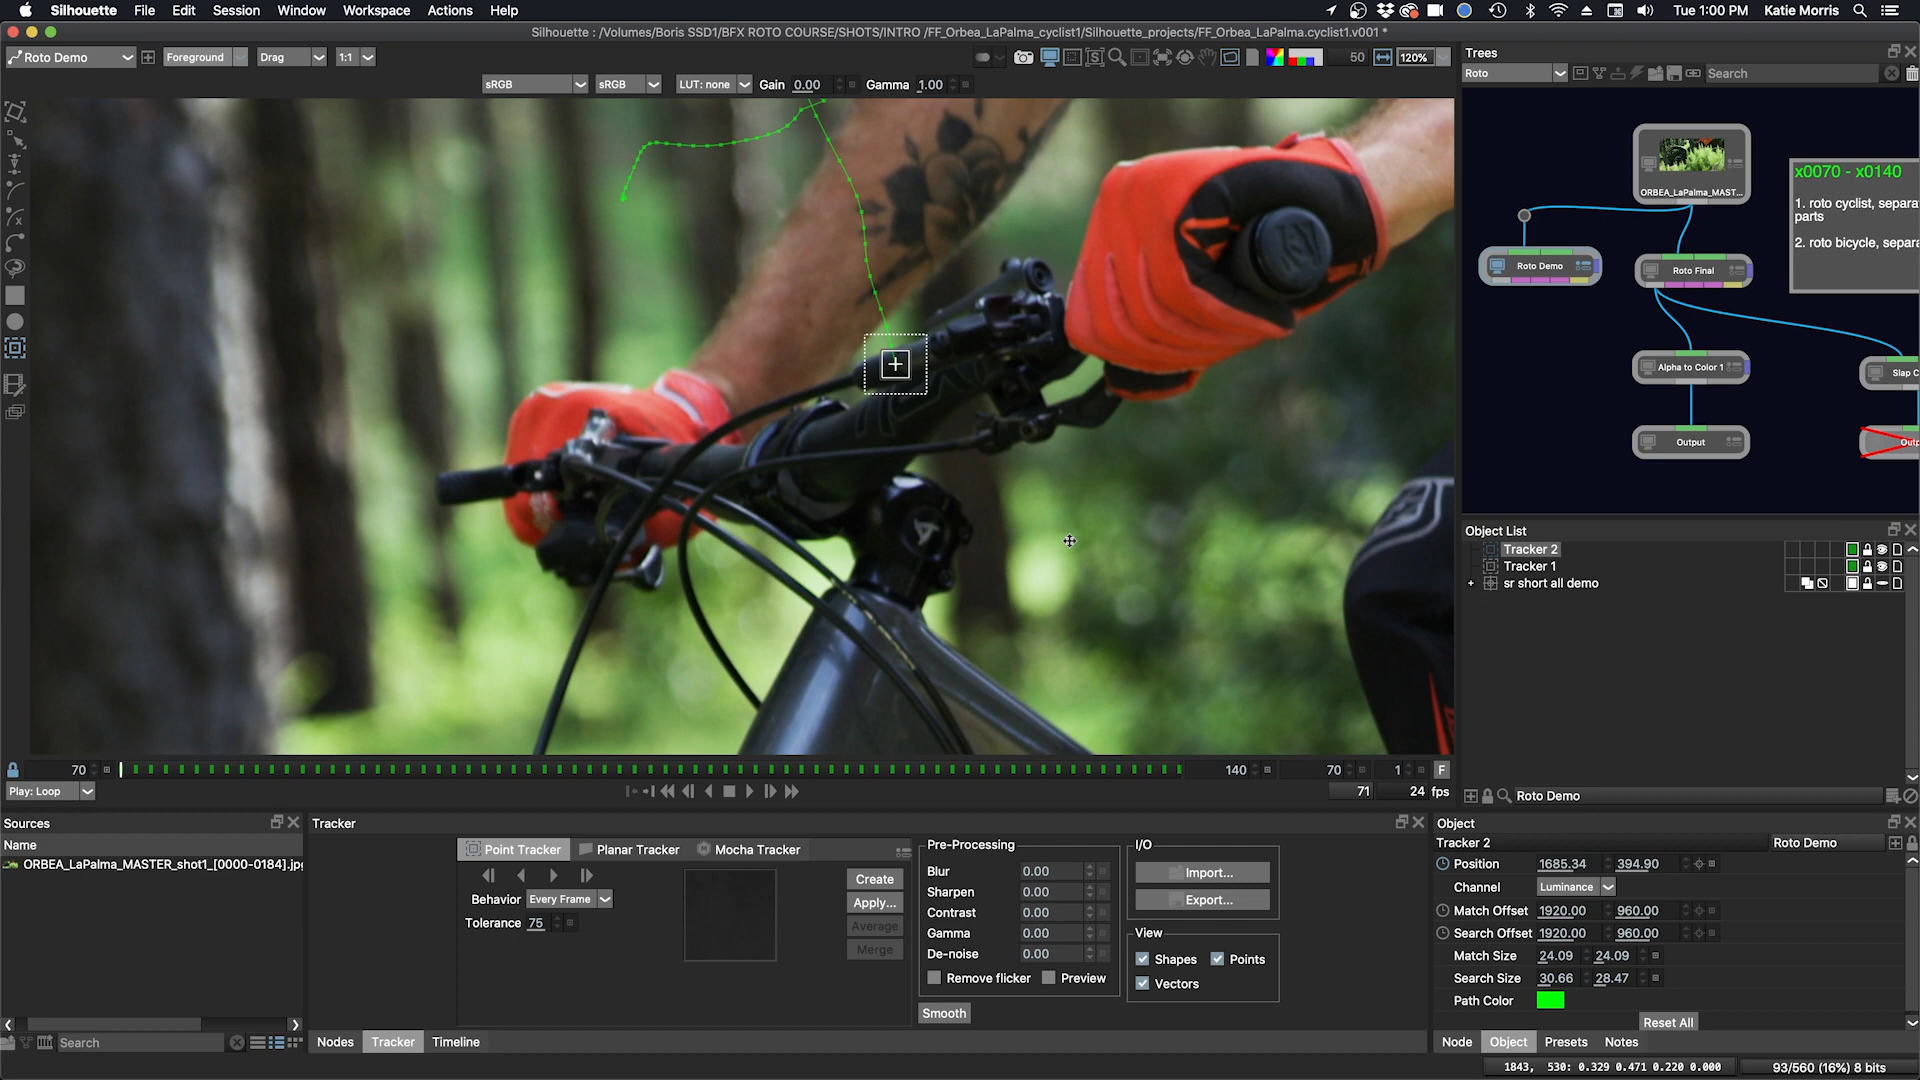 Silhouette File Edit Session Window Workspace Actions Help Tue 1:00 PM Katie Morris
Silhouette : /Volumes/Boris SSD1/BFX ROTO COURSE/SHOTS/INTRO /FF_Orbea_LaPalma_cyclist1/Silhouette_projects/FF_Orbea_LaPalma.cyclist1.v001 *
Roto Demo Foreground Drag 1:1 50 120%
sRGB sRGB LUT: none Gain 0.00 Gamma 1.00
Trees
Roto Search
ORBEA_LaPalma_MAST...
x0070 - x0140
1. roto cyclist, separa
parts
2. roto bicycle, separa
Roto Demo Roto Final
Alpha to Color 1 Slap C
Output Outp
Object List
Tracker 2
Tracker 1
sr short all demo
Roto Demo
70 140 70 1 F
Play: Loop 71 24 fps
Sources
Name
ORBEA_LaPalma_MASTER_shot1_[0000-0184].jpg
Search
Tracker
Point Tracker Planar Tracker Mocha Tracker
Behavior Every Frame
Tolerance 75
Create
Apply...
Average
Merge
Pre-Processing
Blur 0.00
Sharpen 0.00
Contrast 0.00
Gamma 0.00
De-noise 0.00
Remove flicker Preview
Smooth
I/O
Import...
Export...
View
Shapes Points
Vectors
Nodes Tracker Timeline
Object
Tracker 2 Roto Demo
Position 1685.34 394.90
Channel Luminance
Match Offset 1920.00 960.00
Search Offset 1920.00 960.00
Match Size 24.09 24.09
Search Size 30.66 28.47
Path Color
Reset All
Node Object Presets Notes
1843, 530: 0.329 0.471 0.220 0.000 93/560 (16%) 8 bits